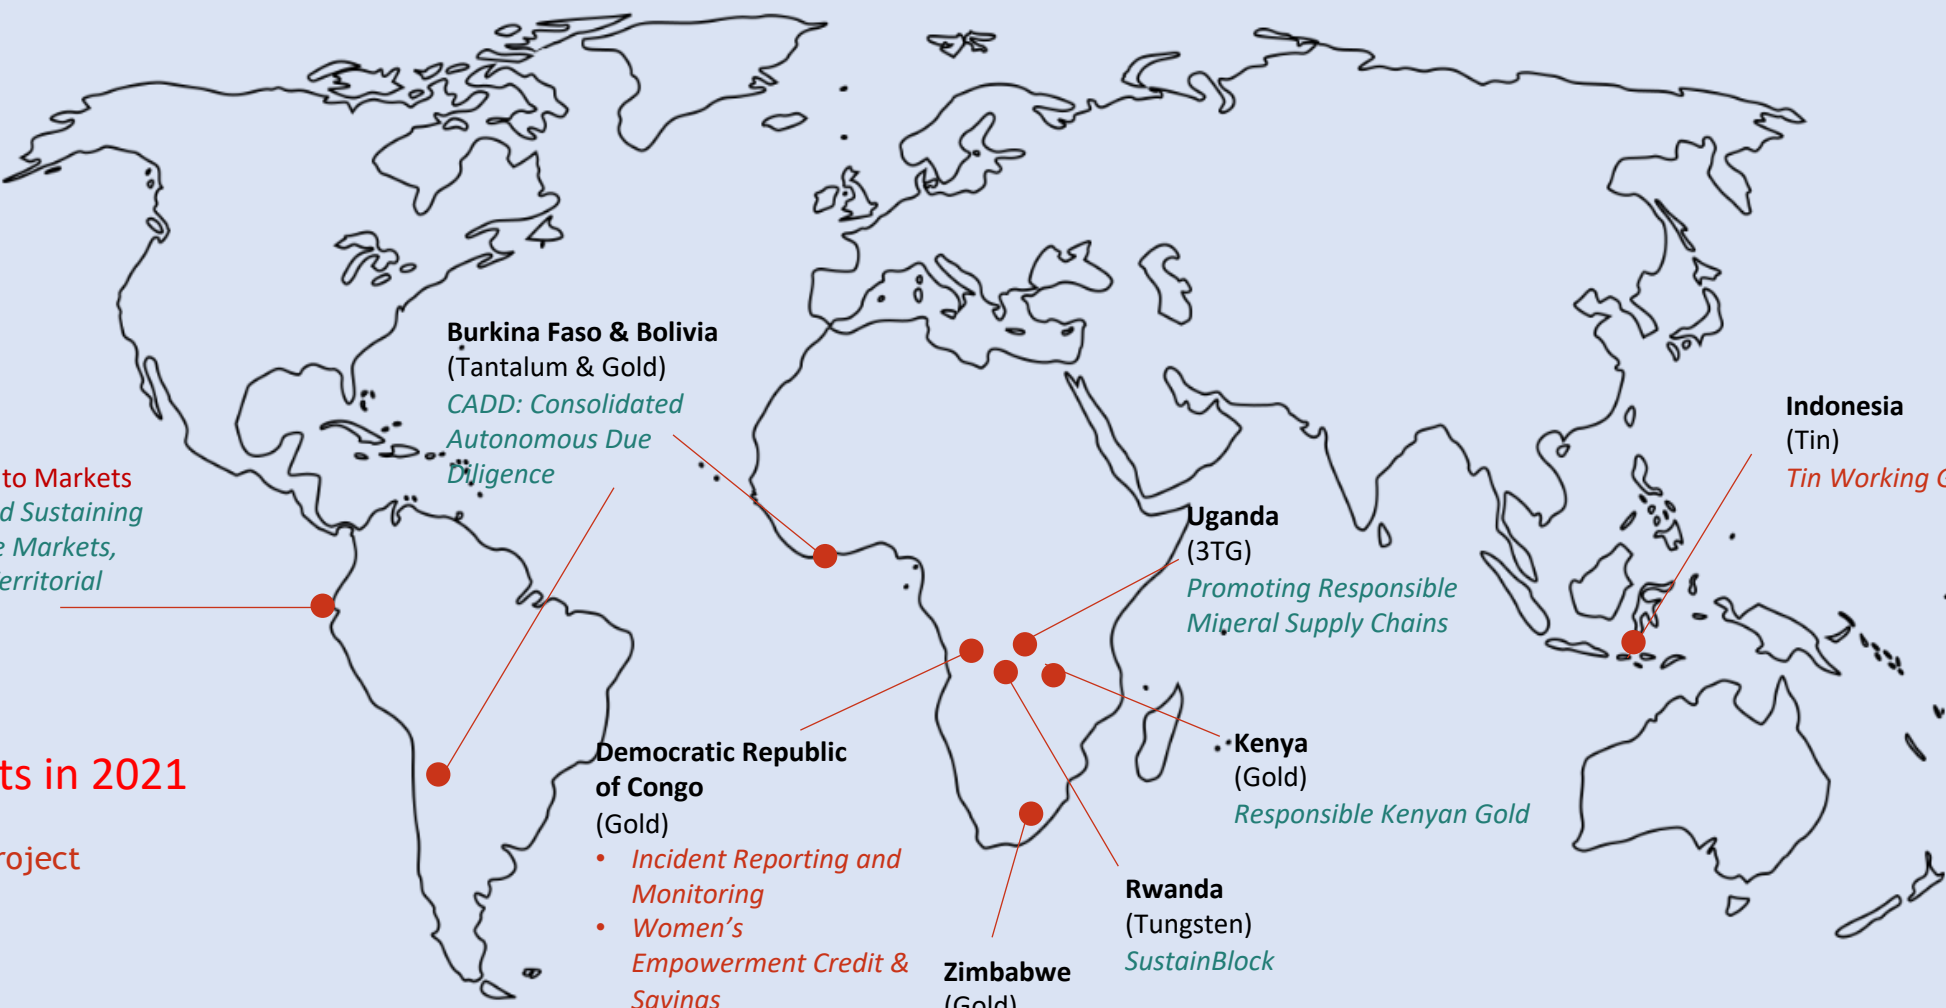 Burkina Faso & Bolivia
(Tantalum & Gold)
CADD: Consolidated
Autonomous Due
Diligence
to Markets
d Sustaining
e Markets,
Territorial
Indonesia
(Tin)
Tin Working G
Uganda
(3TG)
Promoting Responsible
Mineral Supply Chains
ts in 2021
roject
Democratic Republic
of Congo
(Gold)
• Incident Reporting and
Monitoring
• Women’s
Empowerment Credit &
Savings
Kenya
(Gold)
Responsible Kenyan Gold
Rwanda
(Tungsten)
SustainBlock
Zimbabwe
(Gold)